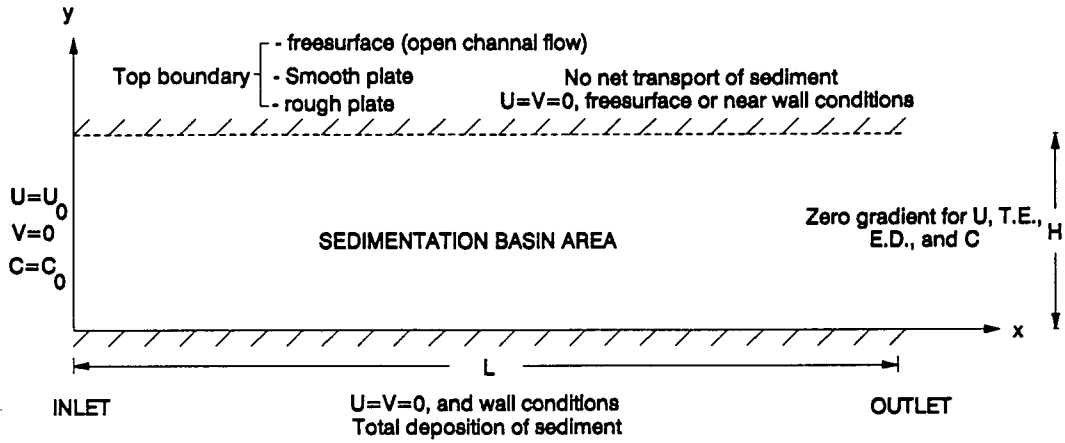 y
- freesurface (open channal flow)
Top boundary
- Smooth plate
- rough plate
No net transport of sediment
U=V=0, freesurface or near wall conditions
U=U0
V=0
C=C0
SEDIMENTATION BASIN AREA
Zero gradient for U, T.E.,
E.D., and C
H
x
L
INLET
U=V=0, and wall conditions
Total deposition of sediment
OUTLET